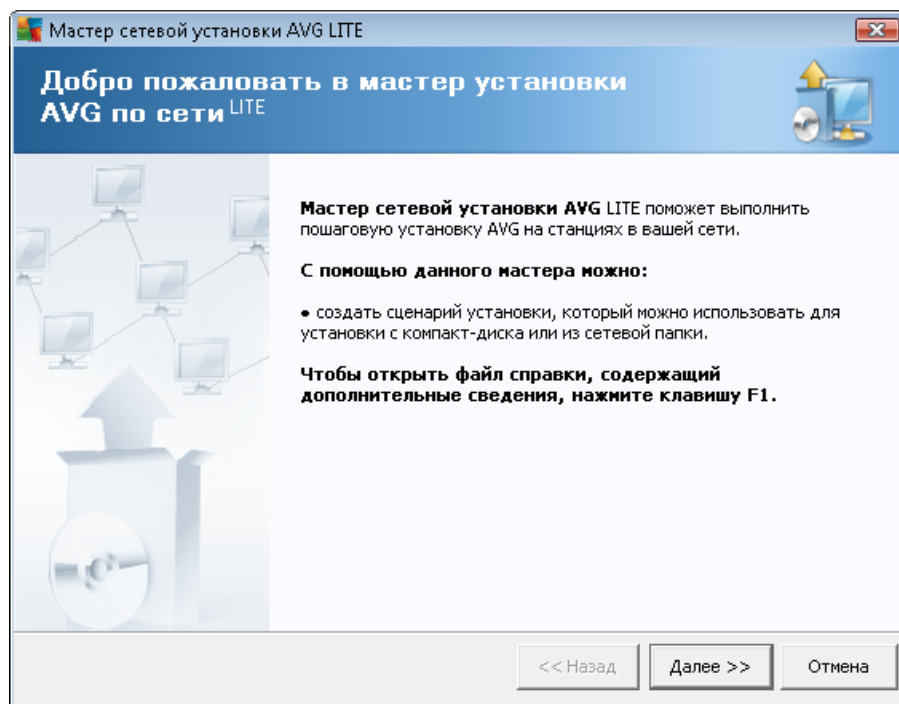 Мастер сетевой установки AVG LITE
Добро пожаловать в мастер установки
AVG по сети LITE
Мастер сетевой установки AVG LITE поможет выполнить
пошаговую установку AVG на станциях в вашей сети.
С помощью данного мастера можно:
• создать сценарий установки, который можно использовать для
установки с компакт-диска или из сетевой папки.
Чтобы открыть файл справки, содержащий
дополнительные сведения, нажмите клавишу F1.
<< Назад
Далее >>
Отмена